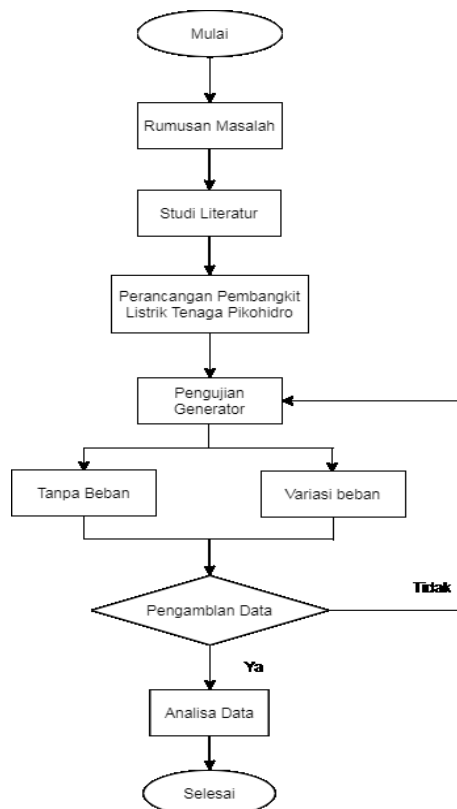 Mulai
Rumusan Masalah
Studi Literatur
Perancangan Pembangkit
Listrik Tenaga Pikohidro
Pengujian
Generator
Tanpa Beban
Variasi beban
Pengamblan Data
Tidak
Ya
Analisa Data
Selesai